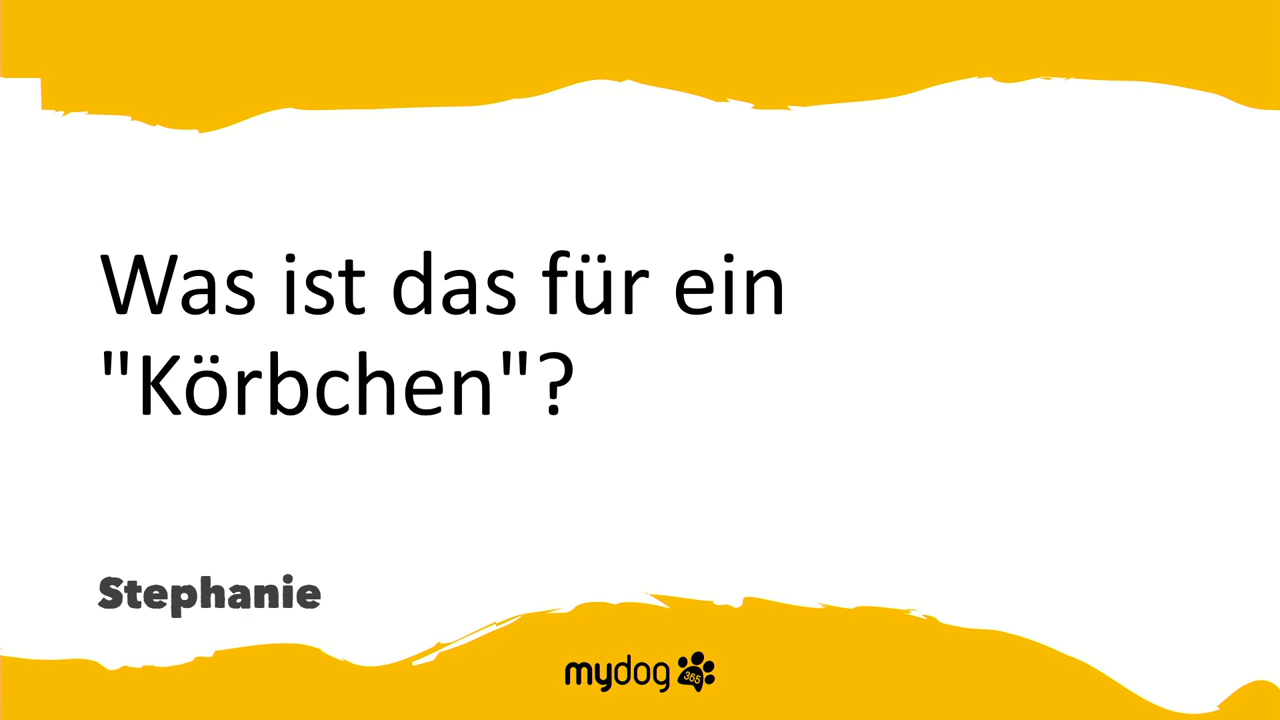 Was ist das für ein
"Körbchen"?
Stephanie
mydog
365